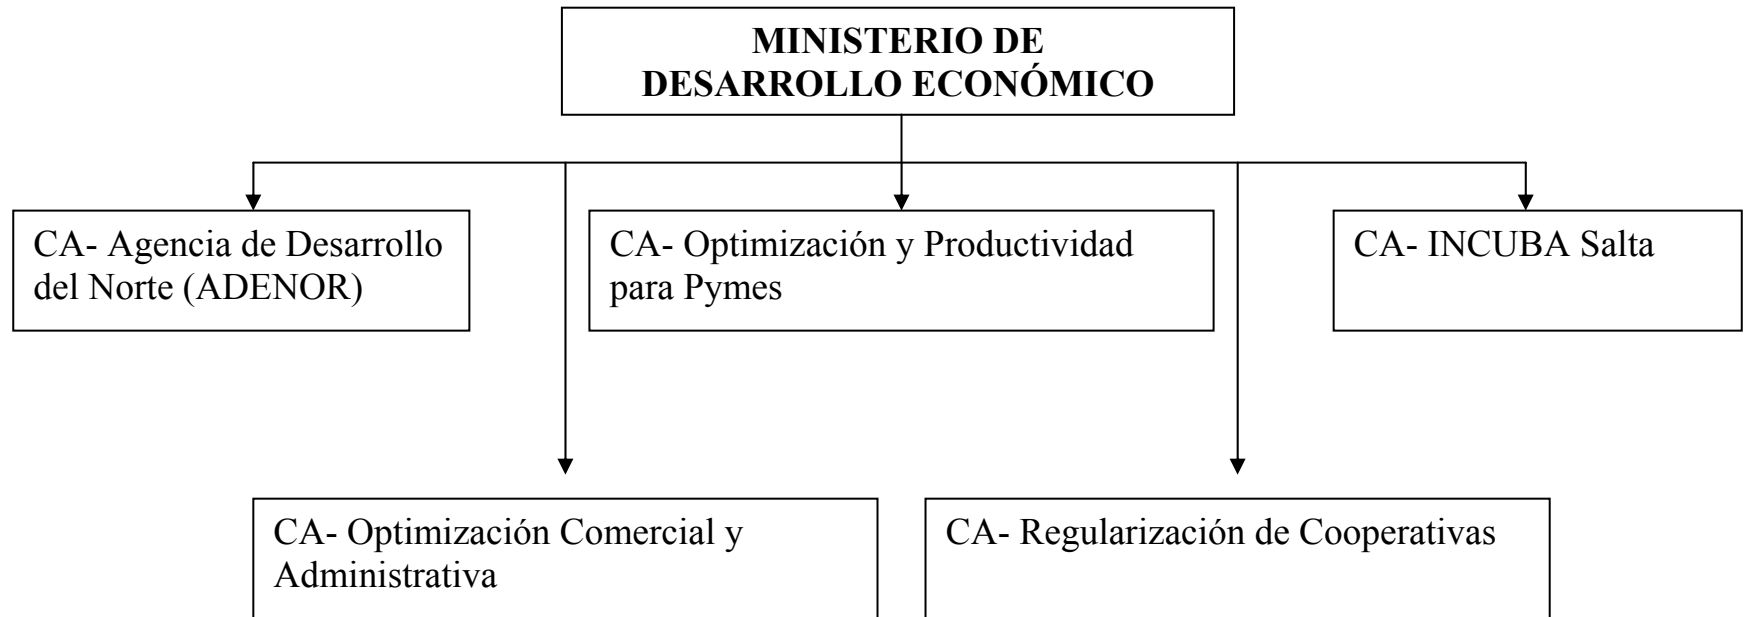 MINISTERIO DE
DESARROLLO ECONÓMICO
CA- Agencia de Desarrollo
del Norte (ADENOR)
CA- Optimización y Productividad
para Pymes
CA- INCUBA Salta
CA- Optimización Comercial y
Administrativa
CA- Regularización de Cooperativas